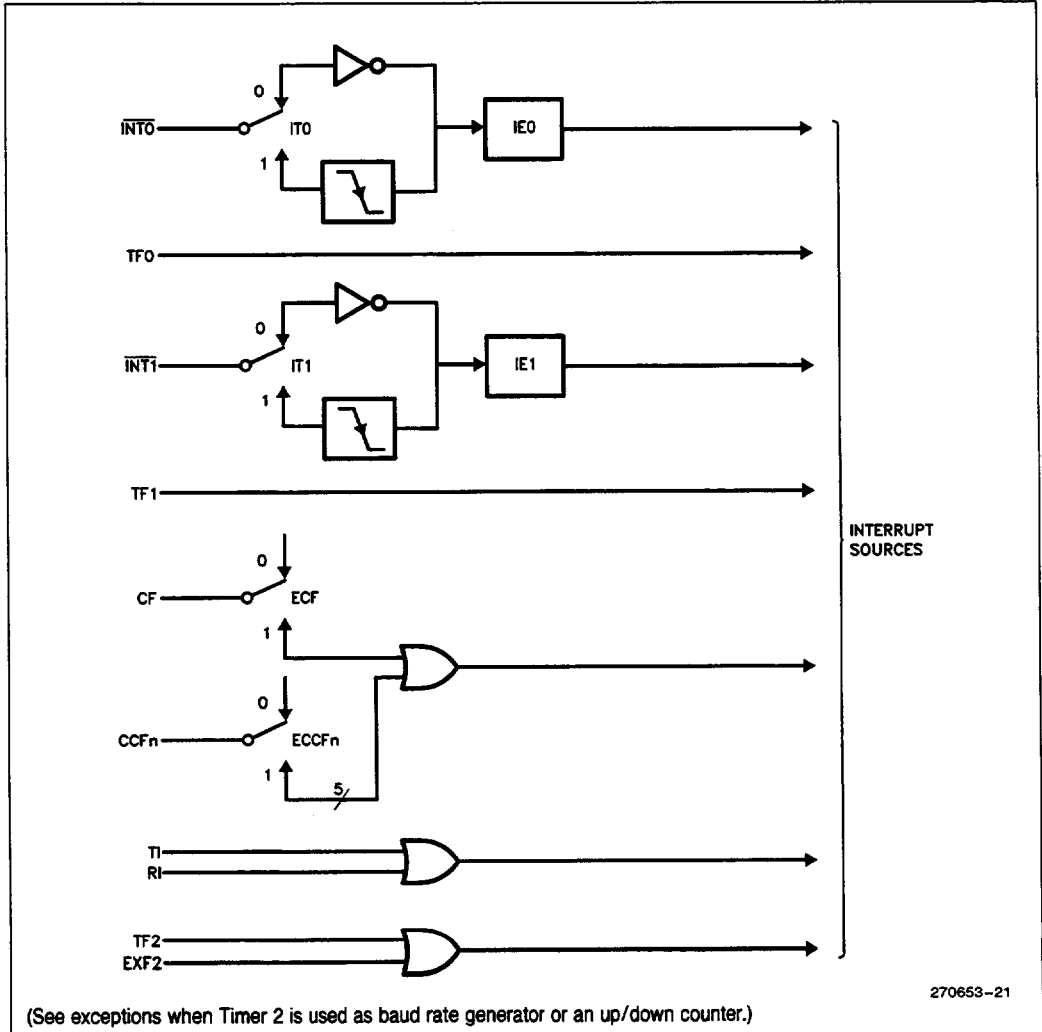 0
INT0
IT0
IE0
1
TF0
0
INT1
IT1
IE1
1
TF1
INTERRUPT
SOURCES
0
CF
ECF
1
0
CCFn
ECCFn
1
5
TI
RI
TF2
EXF2
270653-21
(See exceptions when Timer 2 is used as baud rate generator or an up/down counter.)